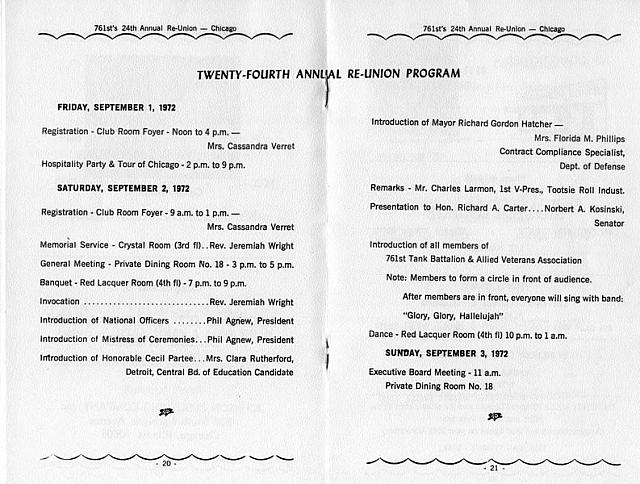 761st's 24th Annual Re-Union — Chicago
TWENTY-FOURTH ANNUAL RE-UNION PROGRAM
FRIDAY, SEPTEMBER 1, 1972
Registration - Club Room Foyer - Noon to 4 p.m. —
Mrs. Cassandra Verret
Hospitality Party & Tour of Chicago - 2 p.m. to 9 p.m.
SATURDAY, SEPTEMBER 2, 1972
Registration - Club Room Foyer - 9 a.m. to 1 p.m. —
Mrs. Cassandra Verret
Memorial Service - Crystal Room (3rd fl)..Rev. Jeremiah Wright
General Meeting - Private Dining Room No. 18 - 3 p.m. to 5 p.m.
Banquet - Red Lacquer Room (4th fl) - 7 p.m. to 9 p.m.
Invocation ..............................Rev. Jeremiah Wright
Introduction of National Officers ........Phil Agnew, President
Introduction of Mistress of Ceremonies...Phil Agnew, President
Introduction of Honorable Cecil Partee...Mrs. Clara Rutherford,
Detroit, Central Bd. of Education Candidate
- 20 -
761st's 24th Annual Re-Union — Chicago
Introduction of Mayor Richard Gordon Hatcher —
Mrs. Florida M. Phillips
Contract Compliance Specialist,
Dept. of Defense
Remarks - Mr. Charles Larmon, 1st V-Pres., Tootsie Roll Indust.
Presentation to Hon. Richard A. Carter....Norbert A. Kosinski,
Senator
Introduction of all members of
761st Tank Battalion & Allied Veterans Association
Note: Members to form a circle in front of audience.
After members are in front, everyone will sing with band:
"Glory, Glory, Hallelujah"
Dance - Red Lacquer Room (4th fl) 10 p.m. to 1 a.m.
SUNDAY, SEPTEMBER 3, 1972
Executive Board Meeting - 11 a.m.
Private Dining Room No. 18
- 21 -